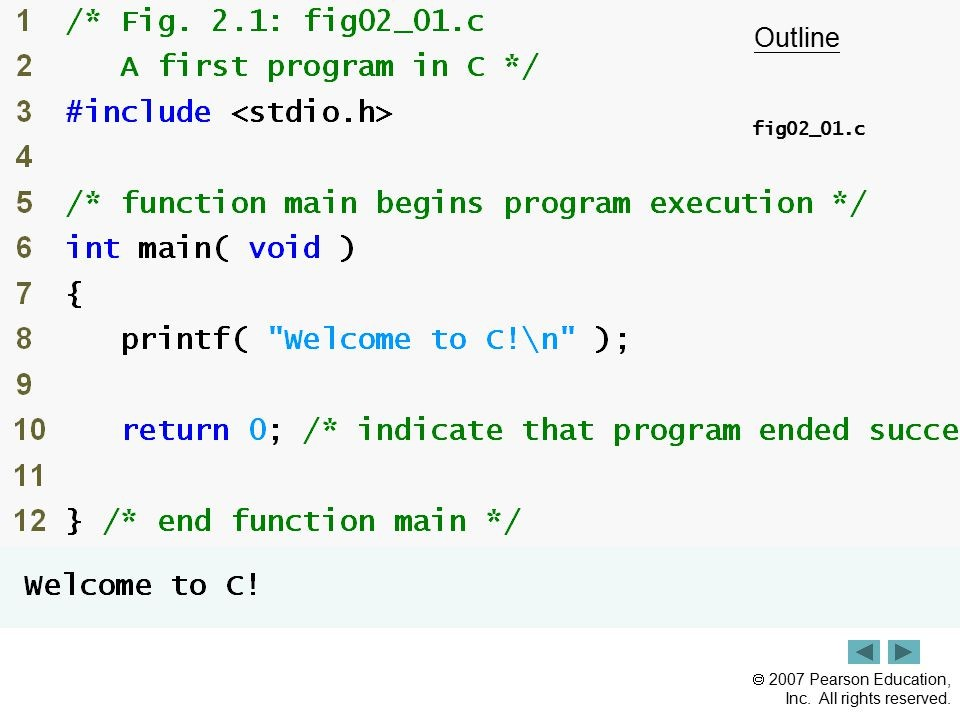 1 /* Fig. 2.1: fig02_01.c
2    A first program in C */
3 #include <stdio.h>
4
5 /* function main begins program execution */
6 int main( void )
7 {
8    printf( "Welcome to C!\n" );
9
10    return 0; /* indicate that program ended succe
11
12 } /* end function main */
Welcome to C!
Outline
fig02_01.c
© 2007 Pearson Education,
Inc.  All rights reserved.